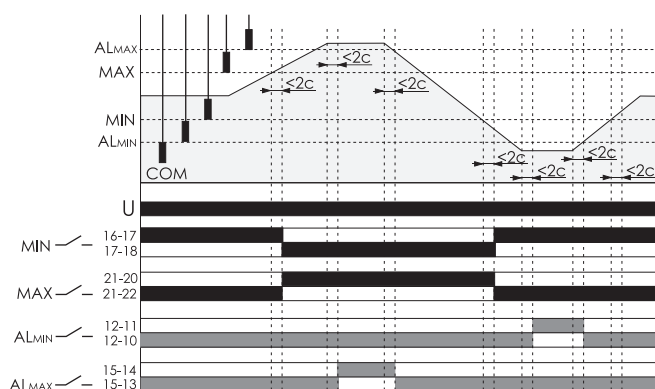 ALMAX
MAX
MIN
ALMIN
COM
<2c
<2c
<2c
<2c
<2c
<2c
<2c
U
MIN 16-17
17-18
21-20
MAX 21-22
ALMIN 12-11
12-10
15-14
ALMAX 15-13